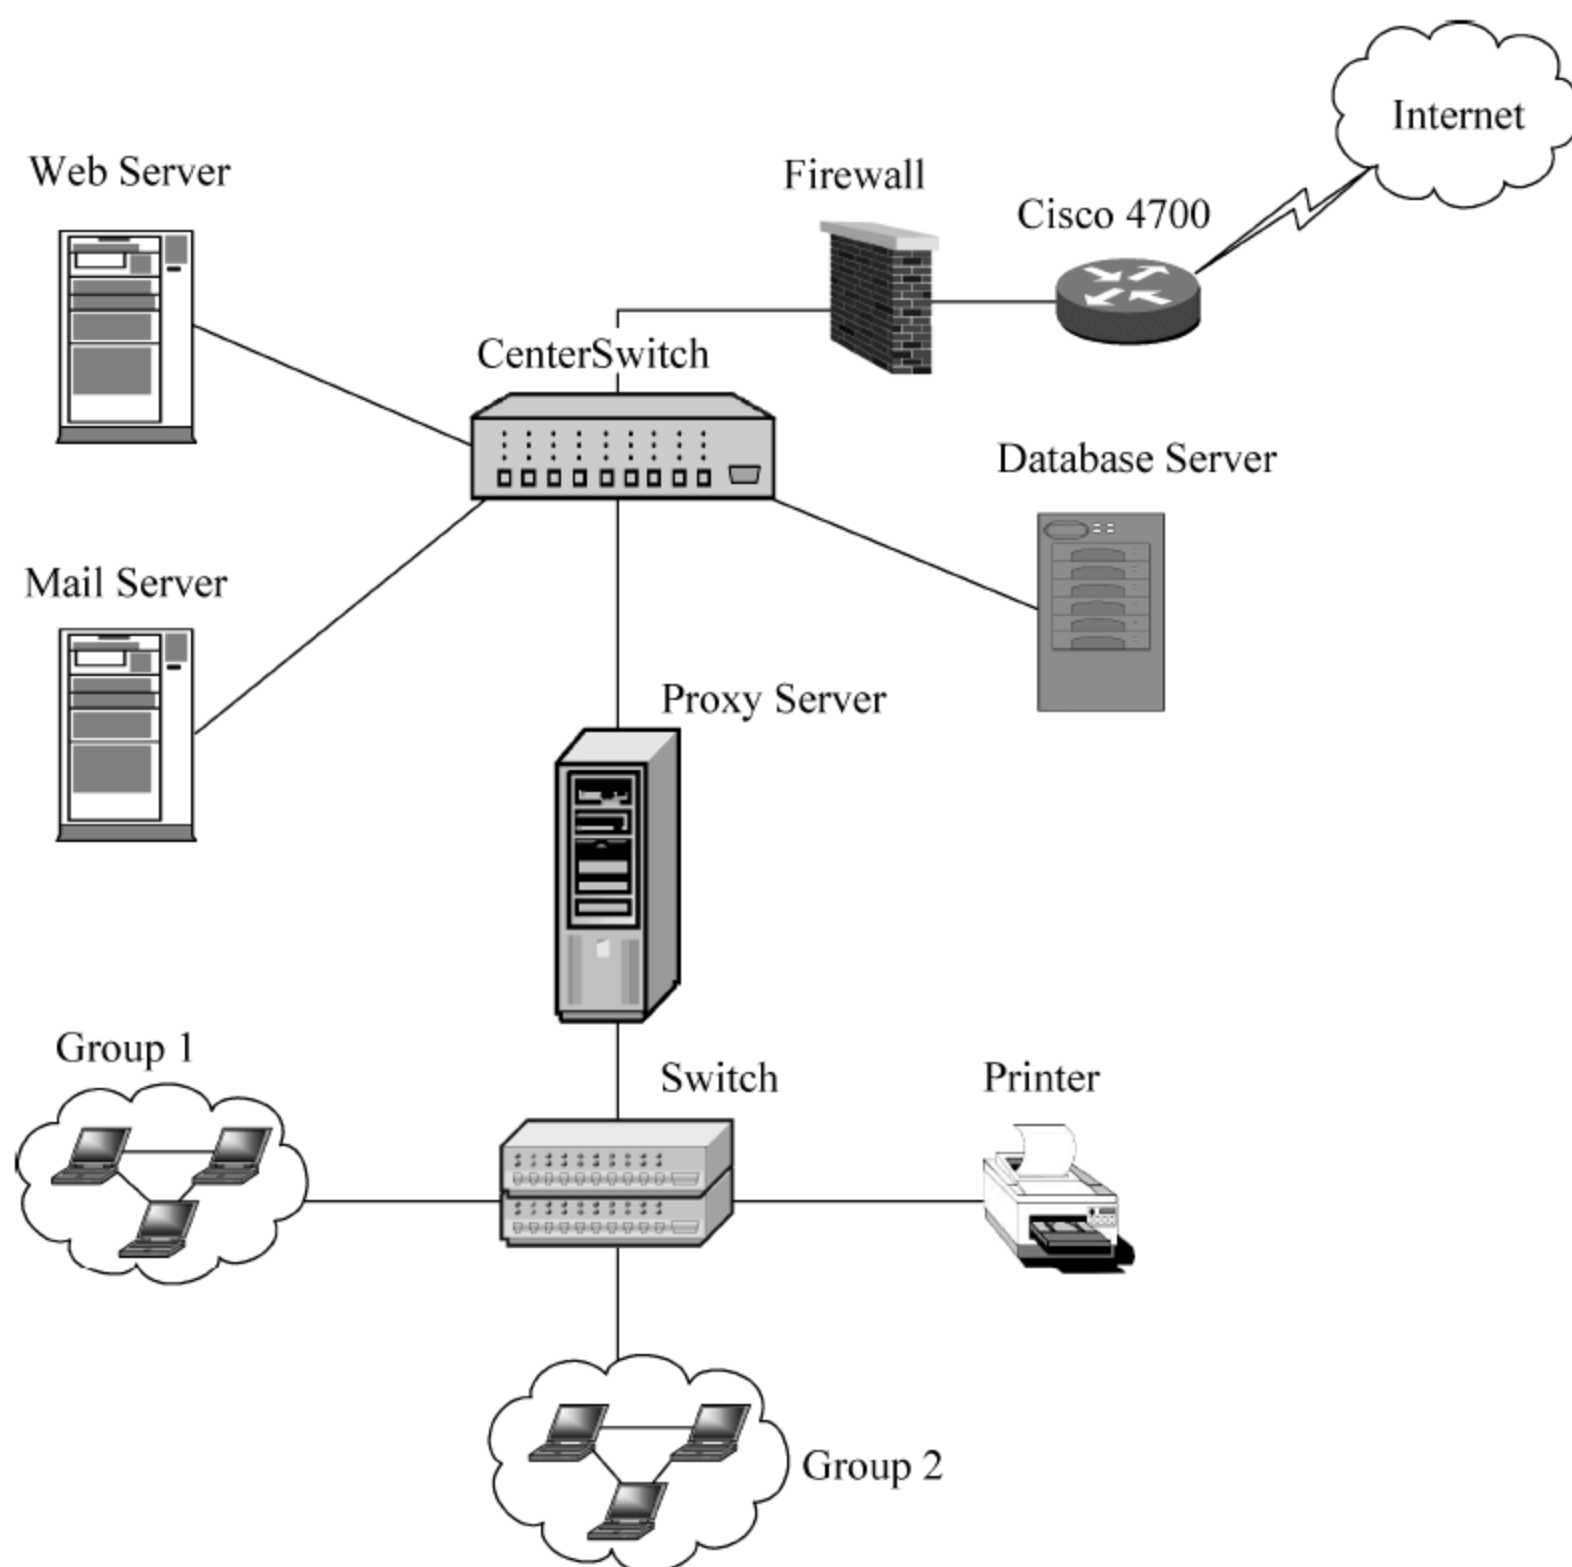 Internet
Web Server
Firewall
Cisco 4700
CenterSwitch
Database Server
Mail Server
Proxy Server
Group 1
Switch
Printer
Group 2